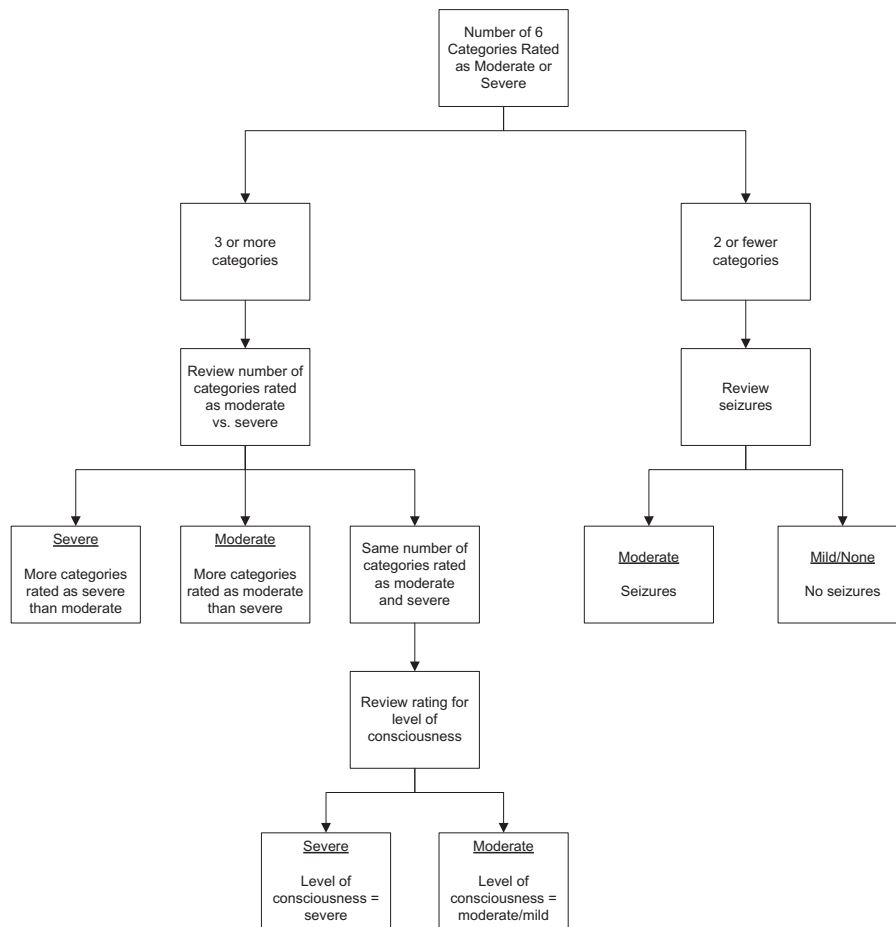 Number of 6
Categories Rated
as Moderate or
Severe
3 or more
categories
2 or fewer
categories
Review number of
categories rated
as moderate
vs. severe
Review
seizures
Severe
More categories
rated as severe
than moderate
Moderate
More categories
rated as moderate
than severe
Same number of
categories rated
as moderate
and severe
Moderate
Seizures
Mild/None
No seizures
Review rating for
level of
consciousness
Severe
Level of
consciousness =
severe
Moderate
Level of
consciousness =
moderate/mild